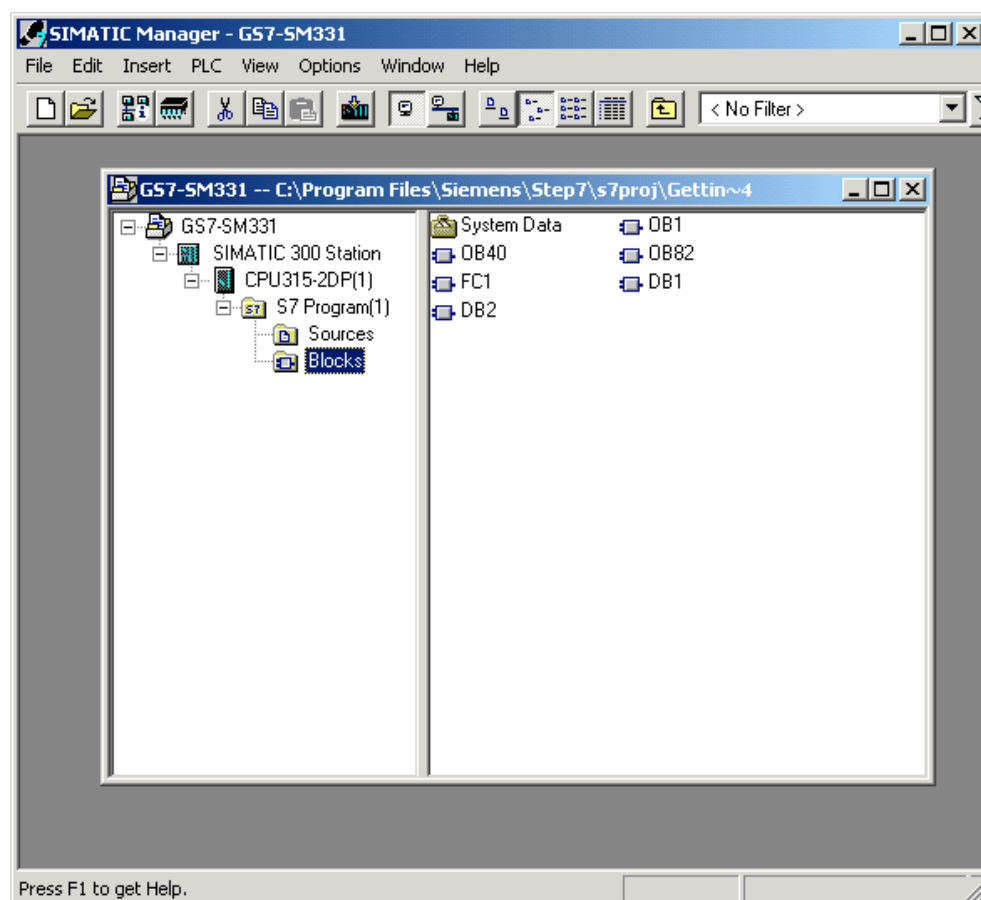 SIMATIC Manager - GS7-SM331
File Edit Insert PLC View Options Window Help
< No Filter >
GS7-SM331 -- C:\Program Files\Siemens\Step7\s7proj\Gettin~4
GS7-SM331
SIMATIC 300 Station
CPU315-2DP(1)
S7 Program(1)
Sources
Blocks
System Data OB1
OB40 OB82
FC1 DB1
DB2
Press F1 to get Help.